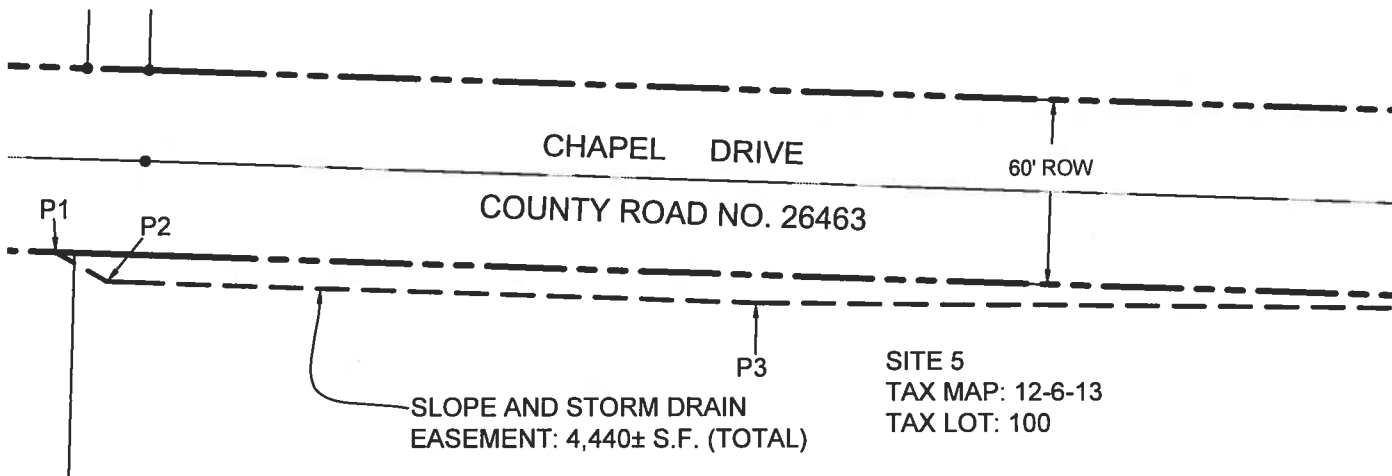 CHAPEL DRIVE
60' ROW
COUNTY ROAD NO. 26463
P1
P2
P3
SLOPE AND STORM DRAIN
EASEMENT: 4,440± S.F. (TOTAL)
SITE 5
TAX MAP: 12-6-13
TAX LOT: 100